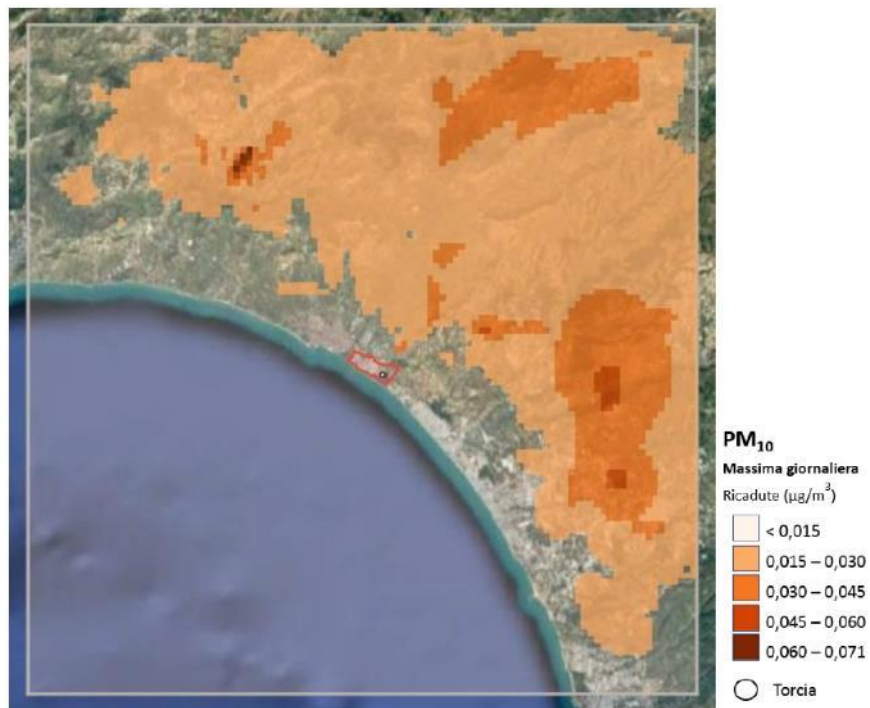 PM10
Massima giornaliera
Ricadute (µg/m³)
< 0,015
0,015 – 0,030
0,030 – 0,045
0,045 – 0,060
0,060 – 0,071
Torcia